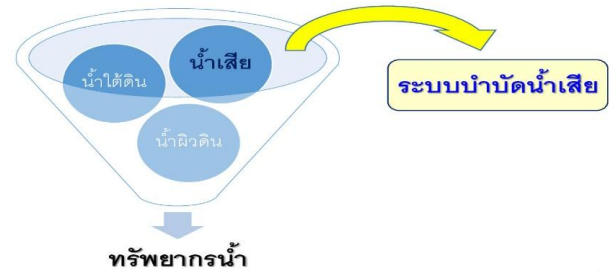 น้ำเสีย
น้ำใต้ดิน
น้ำผิวดิน
ระบบบำบัดน้ำเสีย
ทรัพยากรน้ำ